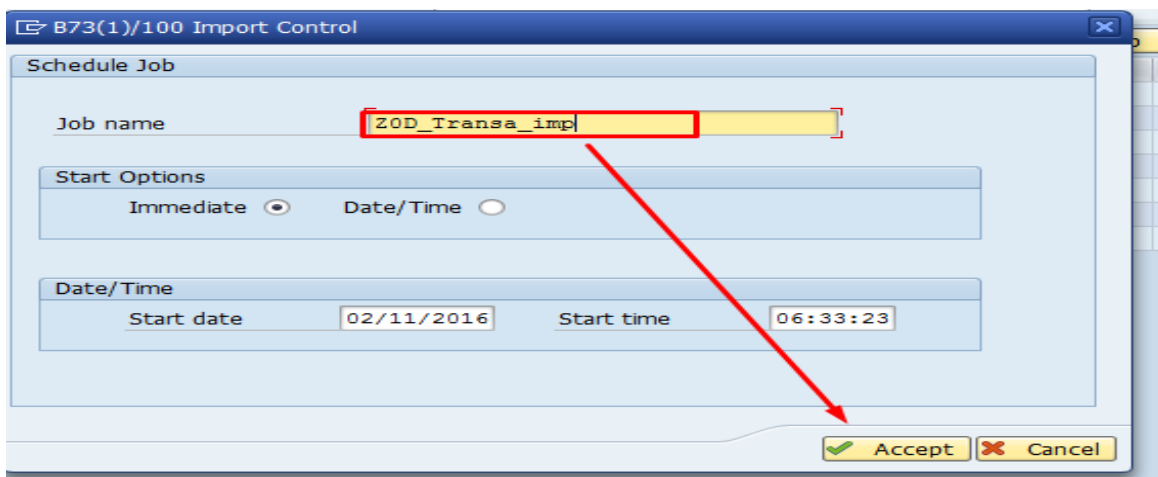 B73(1)/100 Import Control
Schedule Job
Job name Z0D_Transa_imp
Start Options
Immediate Date/Time
Date/Time
Start date 02/11/2016 Start time 06:33:23
Accept Cancel